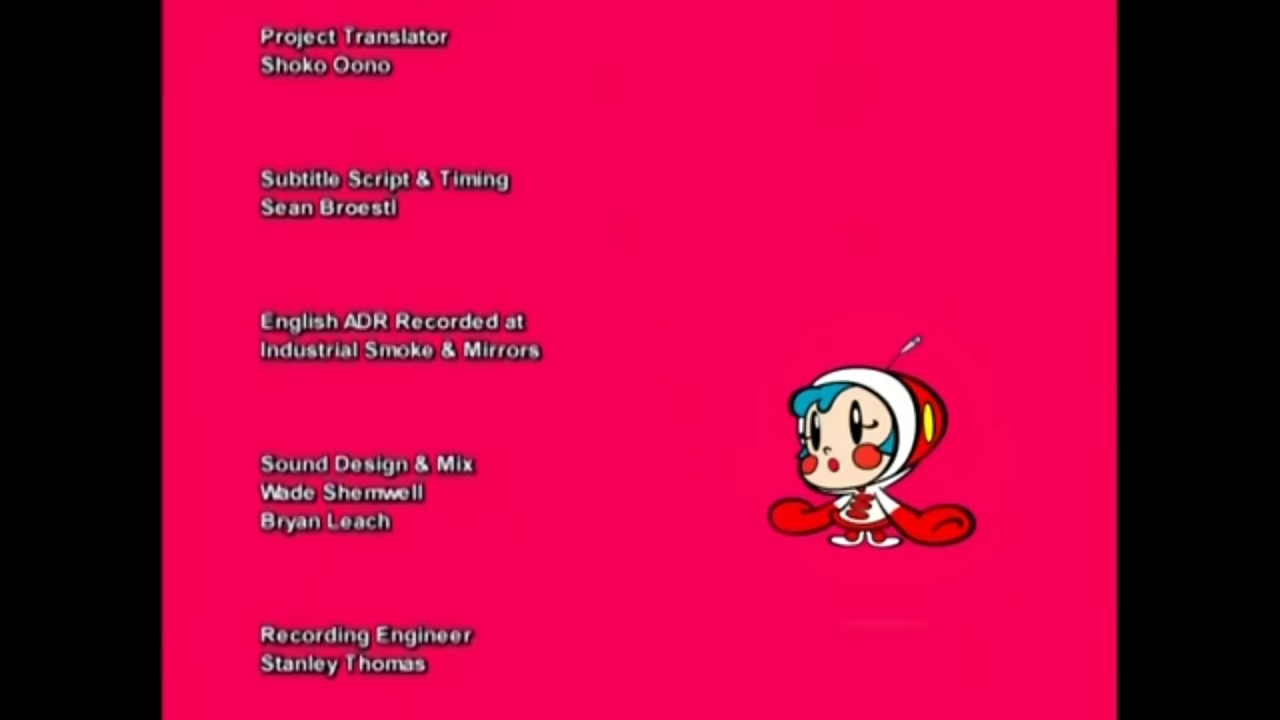 Project Translator
Shoko Oono
Subtitle Script & Timing
Sean Broestl
English ADR Recorded at
Industrial Smoke & Mirrors
Sound Design & Mix
Wade Shemwell
Bryan Leach
Recording Engineer
Stanley Thomas